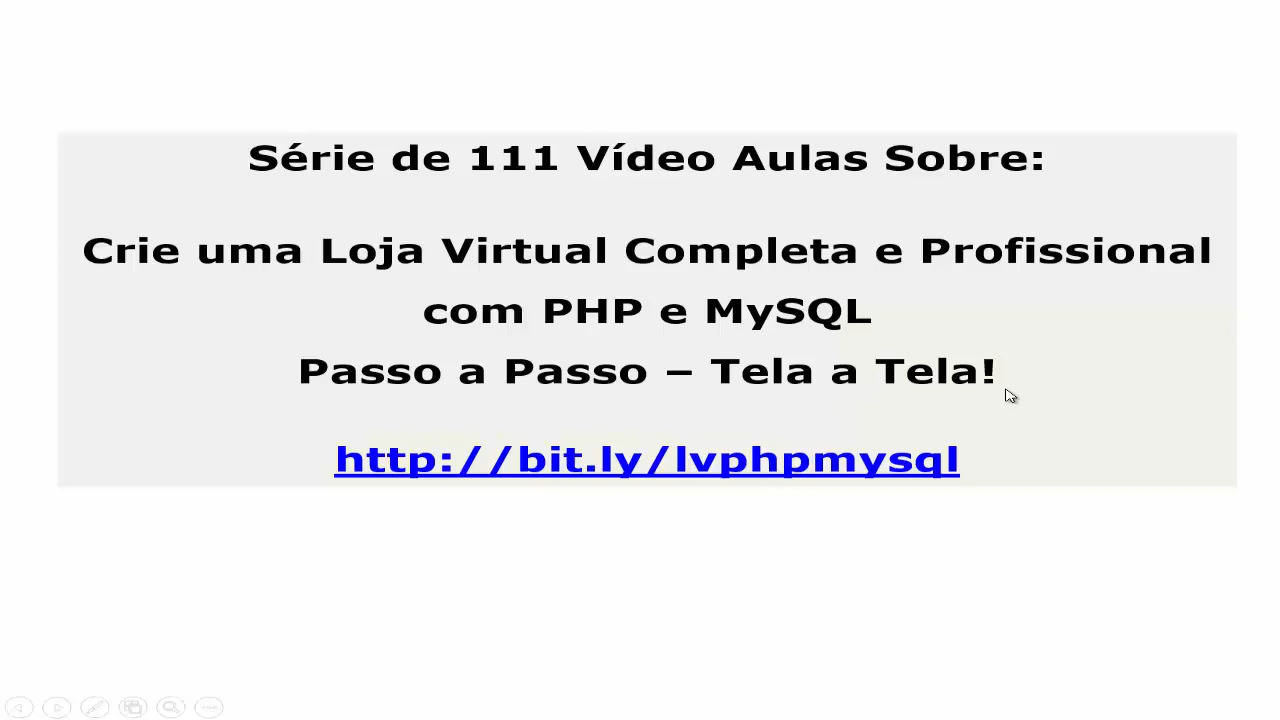 Série de 111 Vídeo Aulas Sobre:
Crie uma Loja Virtual Completa e Profissional
com PHP e MySQL
Passo a Passo – Tela a Tela!
http://bit.ly/lvphpmysql